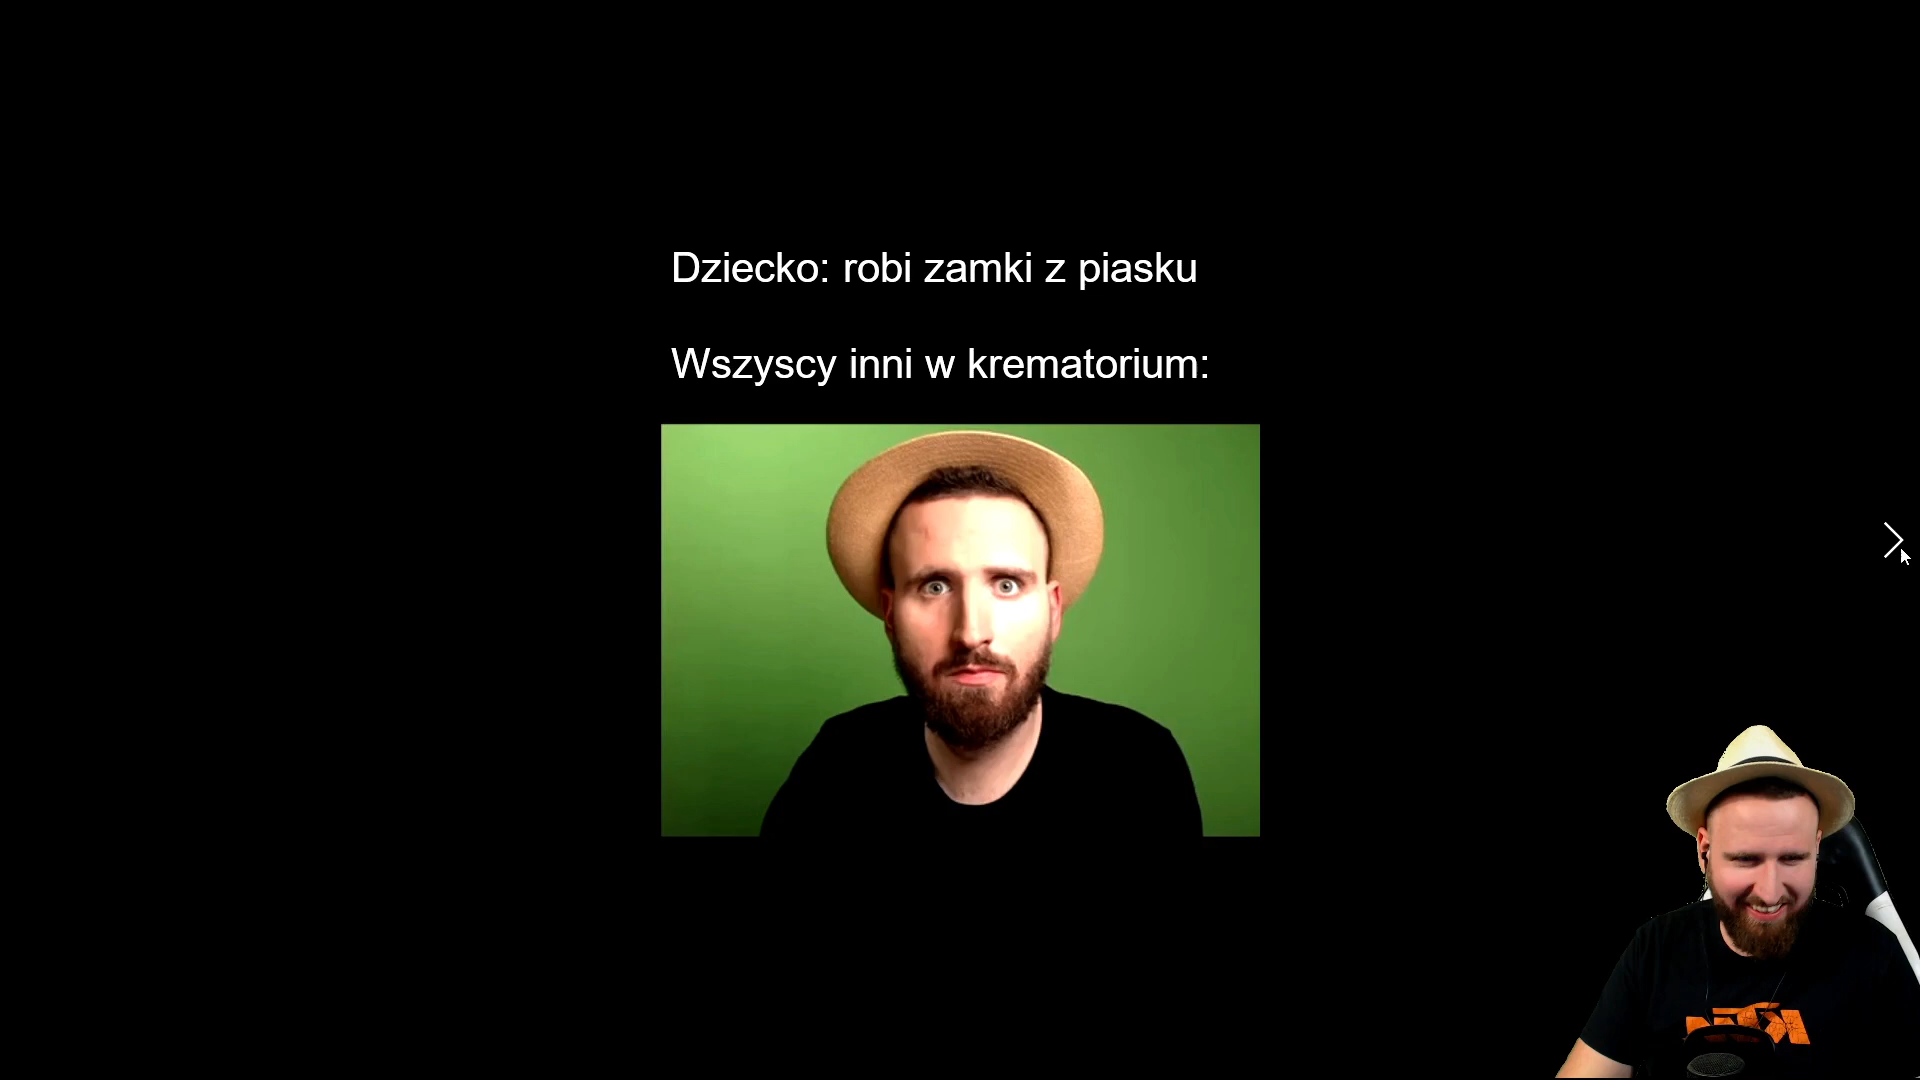 Dziecko: robi zamki z piasku
Wszyscy inni w krematorium: